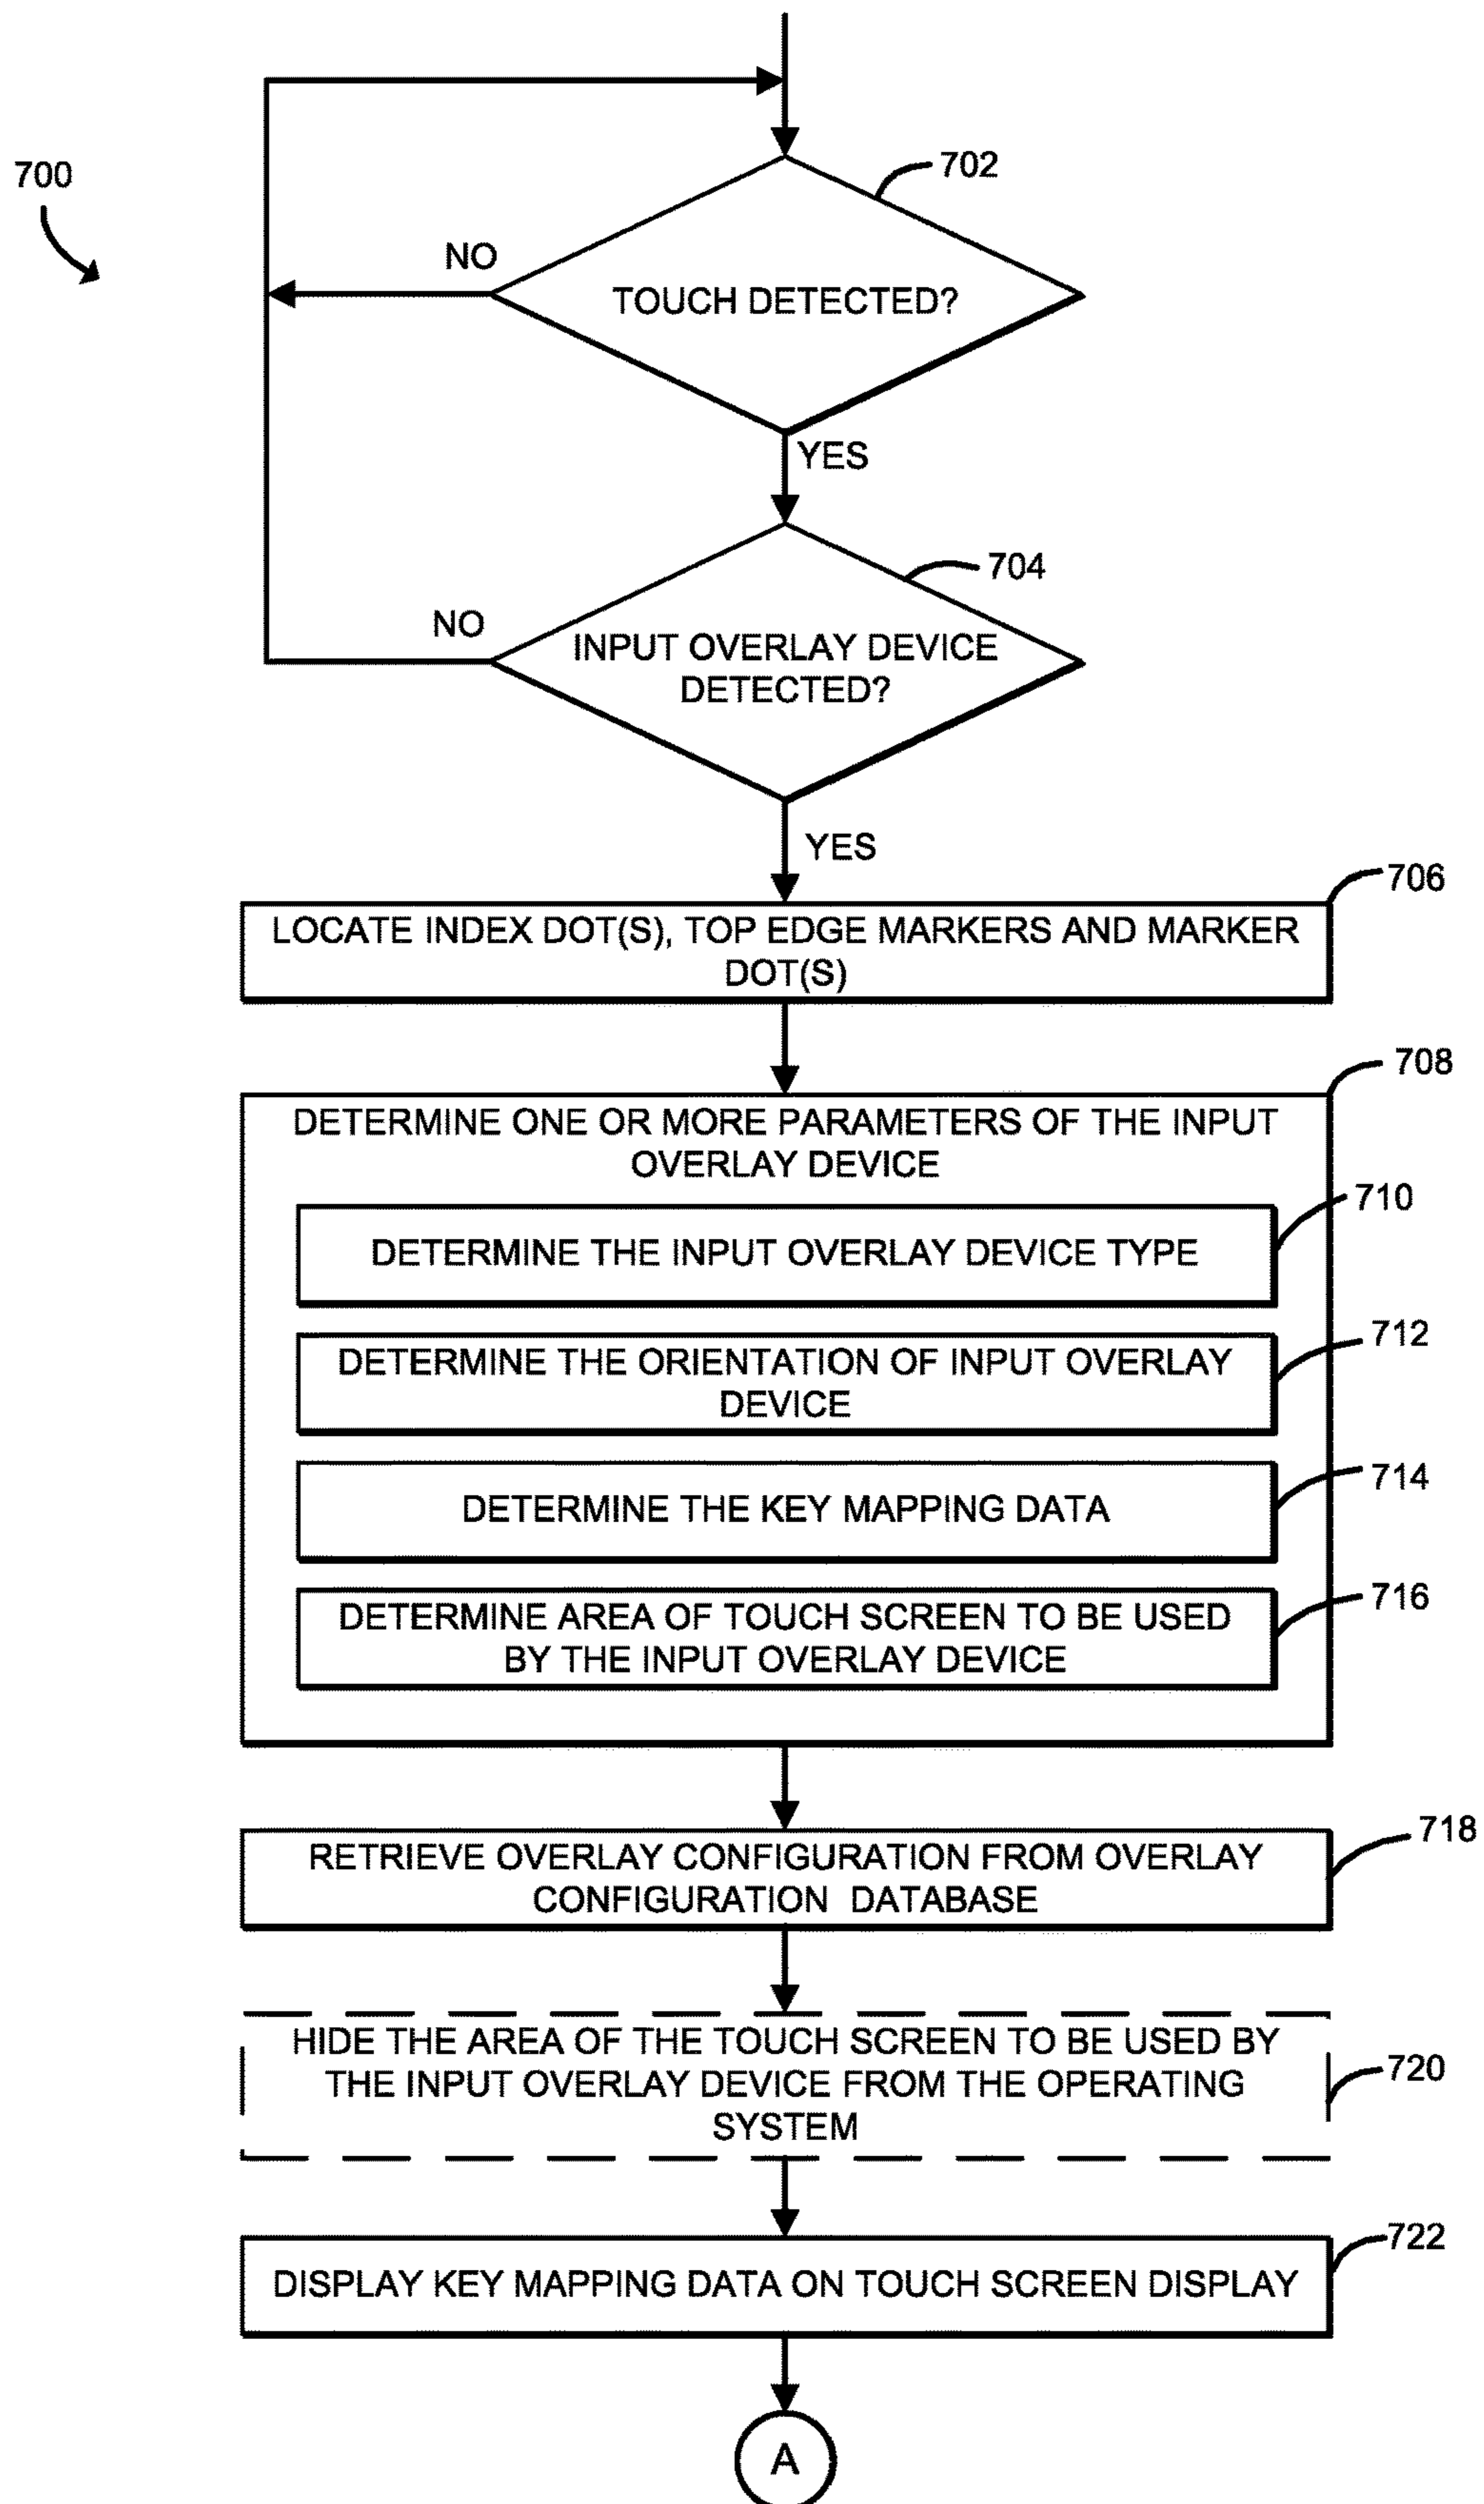 700
702
NO
TOUCH DETECTED?
YES
704
NO
INPUT OVERLAY DEVICE
DETECTED?
YES
706
LOCATE INDEX DOT(S), TOP EDGE MARKERS AND MARKER
DOT(S)
708
DETERMINE ONE OR MORE PARAMETERS OF THE INPUT
OVERLAY DEVICE
710
DETERMINE THE INPUT OVERLAY DEVICE TYPE
712
DETERMINE THE ORIENTATION OF INPUT OVERLAY
DEVICE
714
DETERMINE THE KEY MAPPING DATA
716
DETERMINE AREA OF TOUCH SCREEN TO BE USED
BY THE INPUT OVERLAY DEVICE
718
RETRIEVE OVERLAY CONFIGURATION FROM OVERLAY
CONFIGURATION DATABASE
HIDE THE AREA OF THE TOUCH SCREEN TO BE USED BY
THE INPUT OVERLAY DEVICE FROM THE OPERATING
SYSTEM
720
722
DISPLAY KEY MAPPING DATA ON TOUCH SCREEN DISPLAY
A